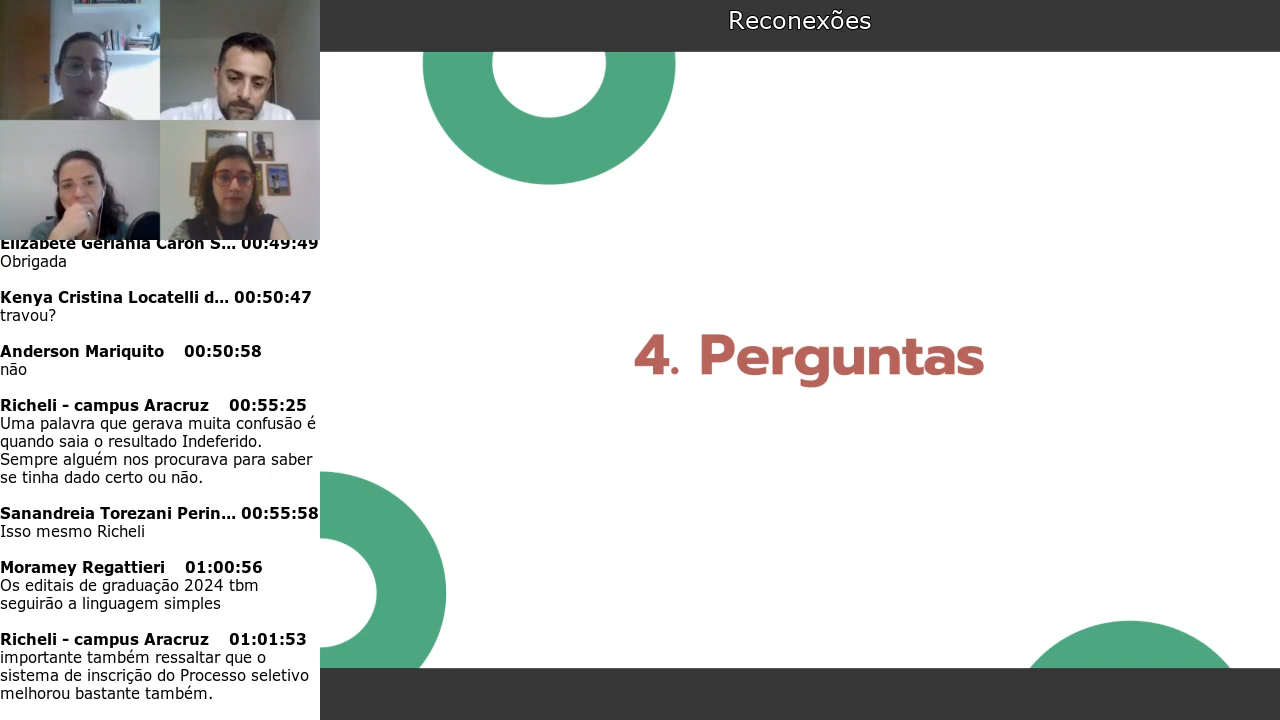 Reconexões
Elizabete Gerlânia Caron S... 00:49:49
Obrigada
Kenya Cristina Locatelli d... 00:50:47
travou?
Anderson Mariquito 00:50:58
não
Richeli - campus Aracruz 00:55:25
Uma palavra que gerava muita confusão é
quando saia o resultado Indeferido.
Sempre alguém nos procurava para saber
se tinha dado certo ou não.
Sanandreia Torezani Perin... 00:55:58
Isso mesmo Richeli
Moramey Regattieri 01:00:56
Os editais de graduação 2024 tbm
seguirão a linguagem simples
Richeli - campus Aracruz 01:01:53
importante também ressaltar que o
sistema de inscrição do Processo seletivo
melhorou bastante também.
4. Perguntas